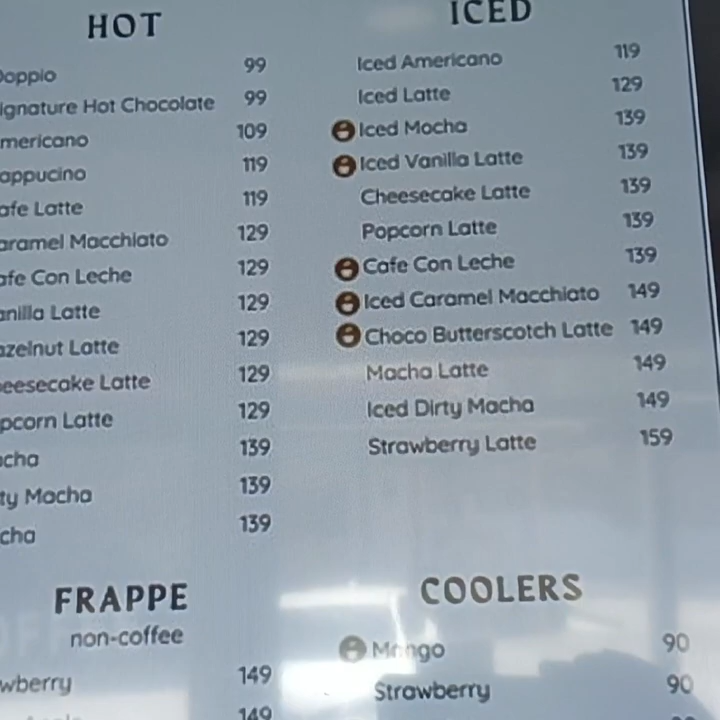 HOT
Doppio 99
ignature Hot Chocolate 99
mericano 109
appucino 119
afe Latte 119
aramel Macchiato 129
afe Con Leche 129
anilla Latte 129
azelnut Latte 129
heesecake Latte 129
pcorn Latte 129
ocha 139
ty Macha 139
cha 139
ICED
Iced Americano 119
Iced Latte 129
Iced Mocha 139
Iced Vanilla Latte 139
Cheesecake Latte 139
Popcorn Latte 139
Cafe Con Leche 139
Iced Caramel Macchiato 149
Choco Butterscotch Latte 149
Macha Latte 149
Iced Dirty Macha 149
Strawberry Latte 159
FRAPPE
non-coffee
wberry 149
149
COOLERS
Mango 90
Strawberry 90